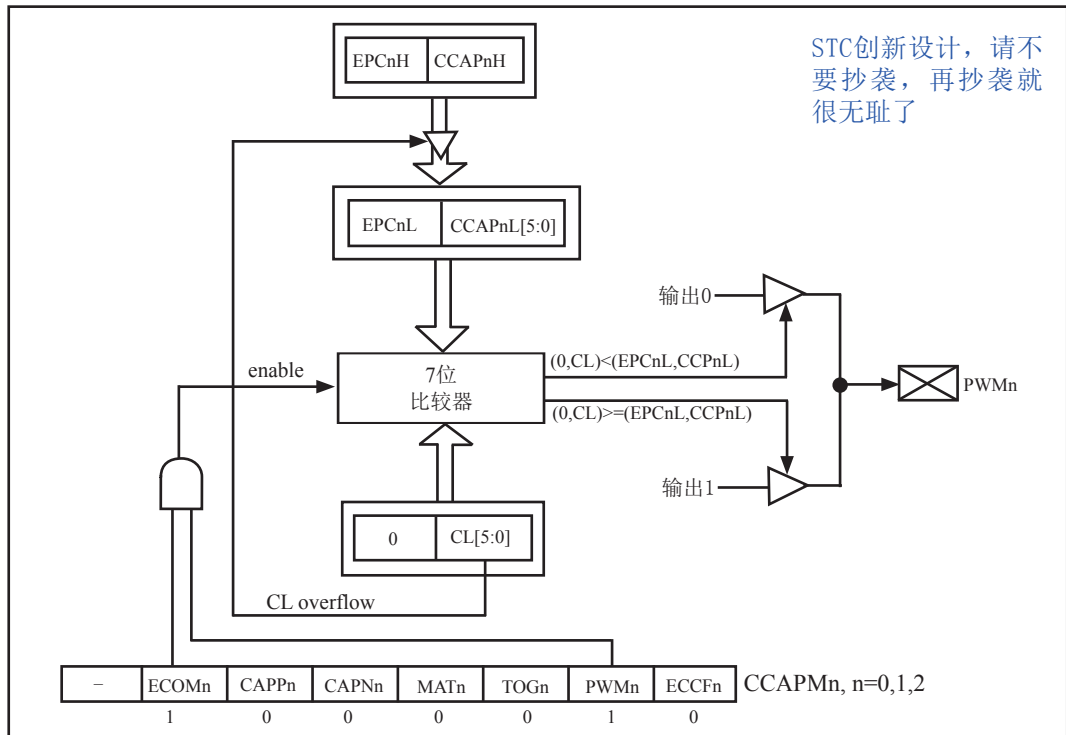 STC创新设计，请不
要抄袭，再抄袭就
很无耻了
EPCnH CCAPnH
EPCnL CCAPnL[5:0]
输出0
enable
7位
比较器
(0,CL)<(EPCnL,CCPnL)
(0,CL)>=(EPCnL,CCPnL)
PWMn
输出1
0 CL[5:0]
CL overflow
– ECOMn CAPPn CAPNn MATn TOGn PWMn ECCFn CCAPMn, n=0,1,2
1 0 0 0 0 1 0